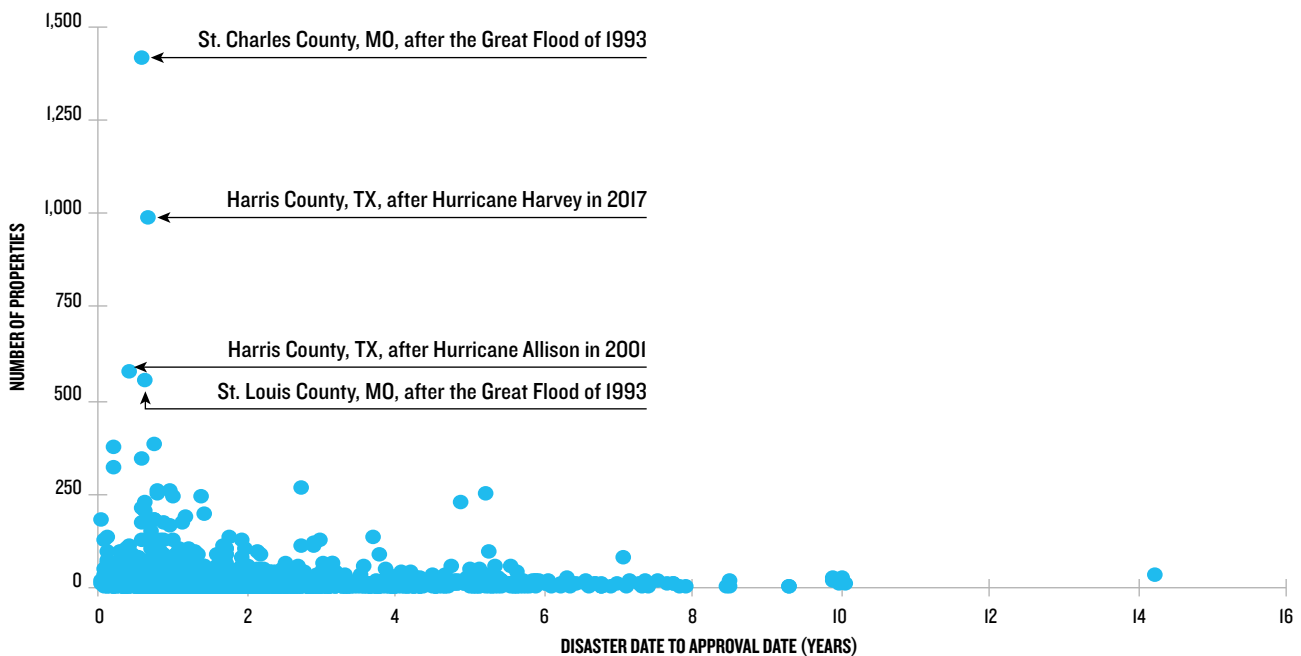 1,500
St. Charles County, MO, after the Great Flood of 1993
1,250
Harris County, TX, after Hurricane Harvey in 2017
1,000
NUMBER OF PROPERTIES
750
Harris County, TX, after Hurricane Allison in 2001
St. Louis County, MO, after the Great Flood of 1993
500
250
0
0 2 4 6 8 10 12 14 16
DISASTER DATE TO APPROVAL DATE (YEARS)